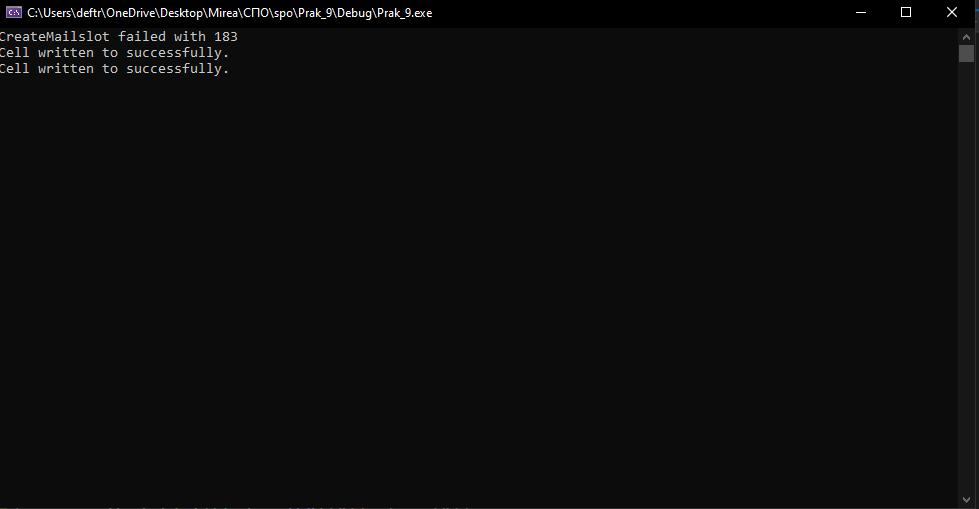 C:\Users\deftr\OneDrive\Desktop\Mirea\СПО\spo\Prak_9\Debug\Prak_9.exe
CreateMailslot failed with 183
Cell written to successfully.
Cell written to successfully.